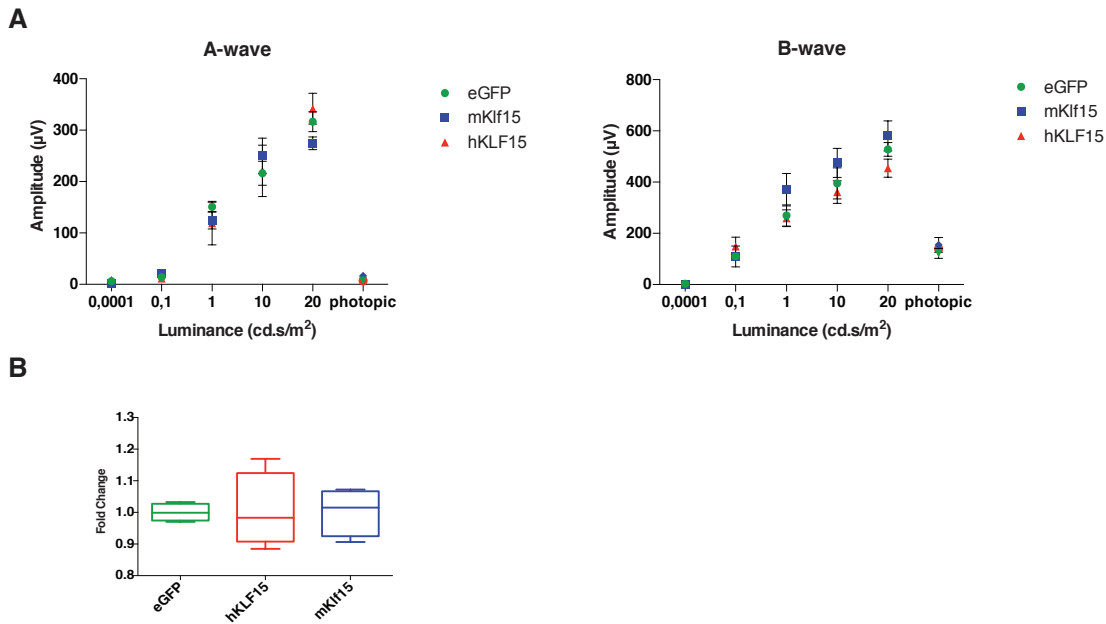 A
A-wave
Amplitude (µV)
400
300
200
100
0
0,0001 0,1 1 10 20 photopic
Luminance (cd.s/m²)
eGFP
mKlf15
hKLF15
B-wave
Amplitude (µV)
800
600
400
200
0
0,0001 0,1 1 10 20 photopic
Luminance (cd.s/m²)
eGFP
mKlf15
hKLF15
B
Fold Change
1.3
1.2
1.1
1.0
0.9
0.8
eGFP
hKLF15
mKlf15